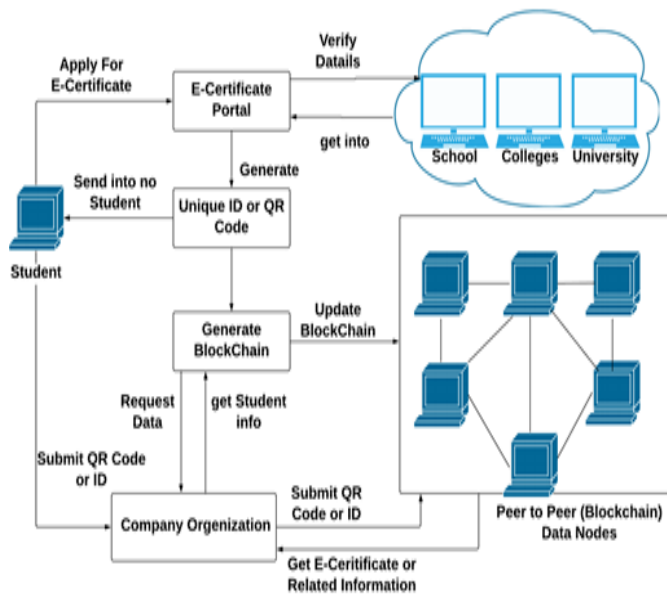 Verify
Datails
Apply For
E-Certificate
E-Certificate
Portal
get into
School
Colleges
University
Generate
Send into no
Student
Unique ID or QR
Code
Student
Generate
BlockChain
Update
BlockChain
Request
Data
get Student
info
Submit QR Code
or ID
Company Orgenization
Submit QR
Code or ID
Peer to Peer (Blockchain)
Data Nodes
Get E-Ceritificate or
Related Information